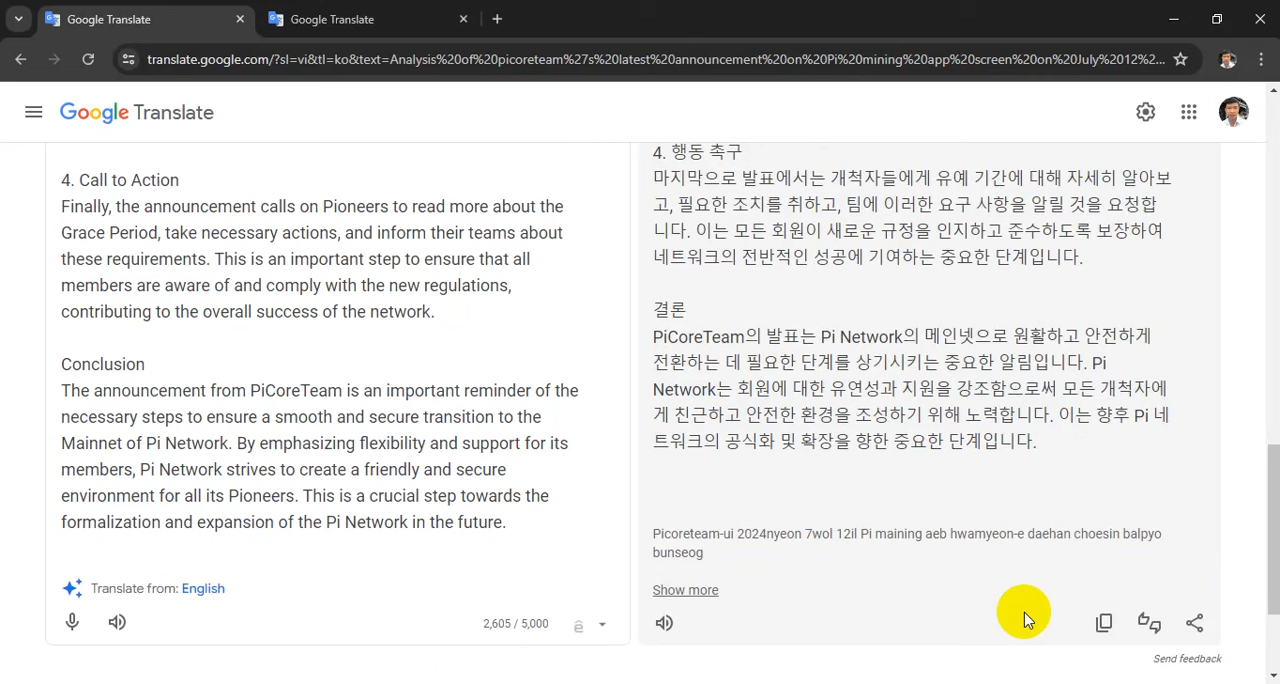 Google Translate
Google Translate
translate.google.com/?sl=vi&tl=ko&text=Analysis%20of%20picoreteam%27s%20latest%20announcement%20on%20Pi%20mining%20app%20screen%20on%20July%2012%2...
Google Translate
4. Call to Action
Finally, the announcement calls on Pioneers to read more about the
Grace Period, take necessary actions, and inform their teams about
these requirements. This is an important step to ensure that all
members are aware of and comply with the new regulations,
contributing to the overall success of the network.
Conclusion
The announcement from PiCoreTeam is an important reminder of the
necessary steps to ensure a smooth and secure transition to the
Mainnet of Pi Network. By emphasizing flexibility and support for its
members, Pi Network strives to create a friendly and secure
environment for all its Pioneers. This is a crucial step towards the
formalization and expansion of the Pi Network in the future.
Translate from: English
2,605 / 5,000
4. 행동 촉구
마지막으로 발표에서는 개척자들에게 유예 기간에 대해 자세히 알아보
고, 필요한 조치를 취하고, 팀에 이러한 요구 사항을 알릴 것을 요청합
니다. 이는 모든 회원이 새로운 규정을 인지하고 준수하도록 보장하여
네트워크의 전반적인 성공에 기여하는 중요한 단계입니다.
결론
PiCoreTeam의 발표는 Pi Network의 메인넷으로 원활하고 안전하게
전환하는 데 필요한 단계를 상기시키는 중요한 알림입니다. Pi
Network는 회원에 대한 유연성과 지원을 강조함으로써 모든 개척자에
게 친근하고 안전한 환경을 조성하기 위해 노력합니다. 이는 향후 Pi 네
트워크의 공식화 및 확장을 향한 중요한 단계입니다.
Picoreteam-ui 2024nyeon 7wol 12il Pi maining aeb hwamyeon-e daehan choesin balpyo
bunseog
Show more
Send feedback